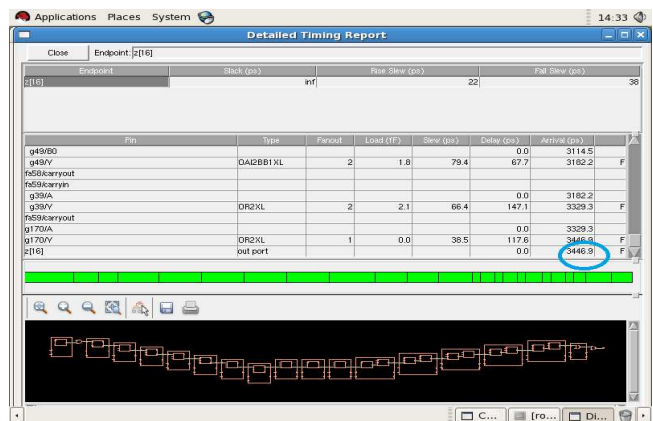 Applications Places System 14:33
Detailed Timing Report
Close Endpoint: z[16]
Endpoint Slack (ps) Rise Slew (ps) Fall Slew (ps)
z[16] inf 22 38
Pin Type Fanout Load (fF) Slew (ps) Delay (ps) Arrival (ps)
g49/B0 0.0 3114.5
g49/Y OAI2BB1XL 2 1.8 79.4 67.7 3182.2 F
fa58/carryout
fa59/carryin
g39/A 0.0 3182.2
g39/Y OR2XL 2 2.1 66.4 147.1 3329.3 F
fa59/carryout
g170/A 0.0 3329.3
g170/Y OR2XL 1 0.0 38.5 117.6 3446.9 F
z[16] out port 0.0 3446.9 F
C... [ro... Di...